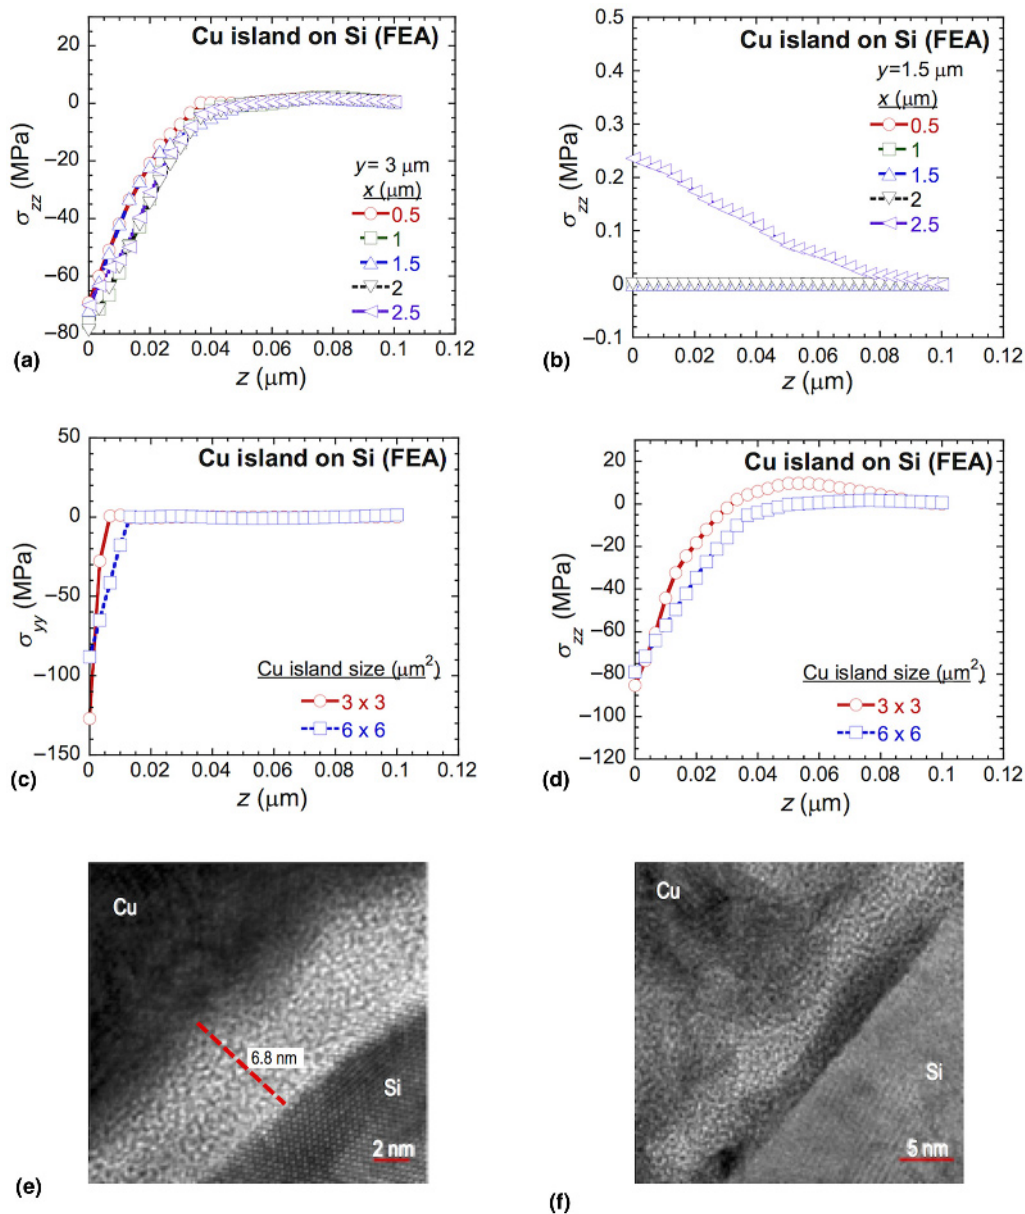 Cu island on Si (FEA)
20
0
−20
−40
−60
−80
σzz (MPa)
y= 3 μm
x (μm)
0.5
1
1.5
2
2.5
0 0.02 0.04 0.06 0.08 0.1 0.12
z (μm)
(a)
Cu island on Si (FEA)
0.5
0.4
0.3
0.2
0.1
0
−0.1
σzz (MPa)
y=1.5 μm
x (μm)
0.5
1
1.5
2
2.5
0 0.02 0.04 0.06 0.08 0.1 0.12
z (μm)
(b)
Cu island on Si (FEA)
50
0
−50
−100
−150
σyy (MPa)
Cu island size (μm²)
3 x 3
6 x 6
0 0.02 0.04 0.06 0.08 0.1 0.12
z (μm)
(c)
Cu island on Si (FEA)
20
0
−20
−40
−60
−80
−100
−120
σzz (MPa)
Cu island size (μm²)
3 x 3
6 x 6
0 0.02 0.04 0.06 0.08 0.1 0.12
z (μm)
(d)
Cu
6.8 nm
Si
2 nm
(e)
Cu
Si
5 nm
(f)